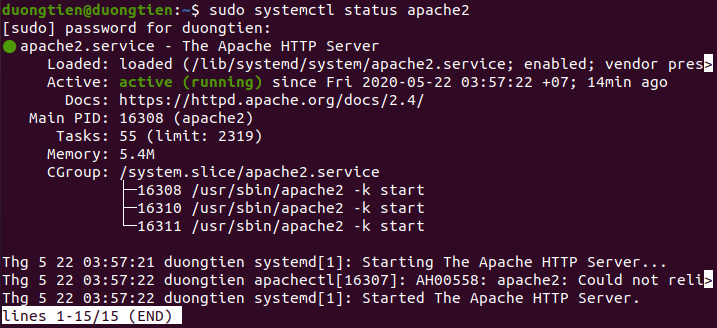 duongtien@duongtien:~$ sudo systemctl status apache2
[sudo] password for duongtien:
● apache2.service - The Apache HTTP Server
     Loaded: loaded (/lib/systemd/system/apache2.service; enabled; vendor pres>
     Active: active (running) since Fri 2020-05-22 03:57:22 +07; 14min ago
       Docs: https://httpd.apache.org/docs/2.4/
   Main PID: 16308 (apache2)
      Tasks: 55 (limit: 2319)
     Memory: 5.4M
     CGroup: /system.slice/apache2.service
             ├─16308 /usr/sbin/apache2 -k start
             ├─16310 /usr/sbin/apache2 -k start
             └─16311 /usr/sbin/apache2 -k start
Thg 5 22 03:57:21 duongtien systemd[1]: Starting The Apache HTTP Server...
Thg 5 22 03:57:22 duongtien apachectl[16307]: AH00558: apache2: Could not reli>
Thg 5 22 03:57:22 duongtien systemd[1]: Started The Apache HTTP Server.
lines 1-15/15 (END)